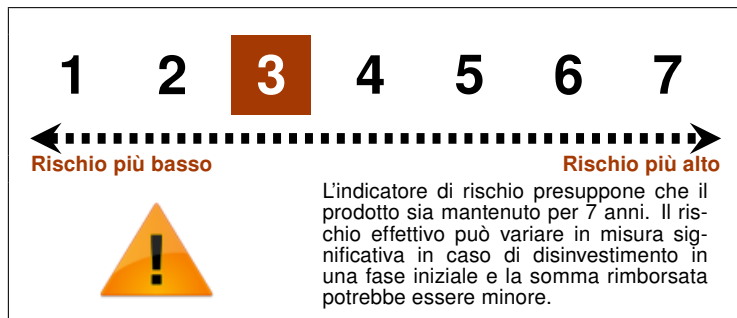 1 2 3 4 5 6 7
Rischio più basso Rischio più alto
L'indicatore di rischio presuppone che il
prodotto sia mantenuto per 7 anni. Il ris-
chio effettivo può variare in misura sig-
nificativa in caso di disinvestimento in
una fase iniziale e la somma rimborsata
potrebbe essere minore.